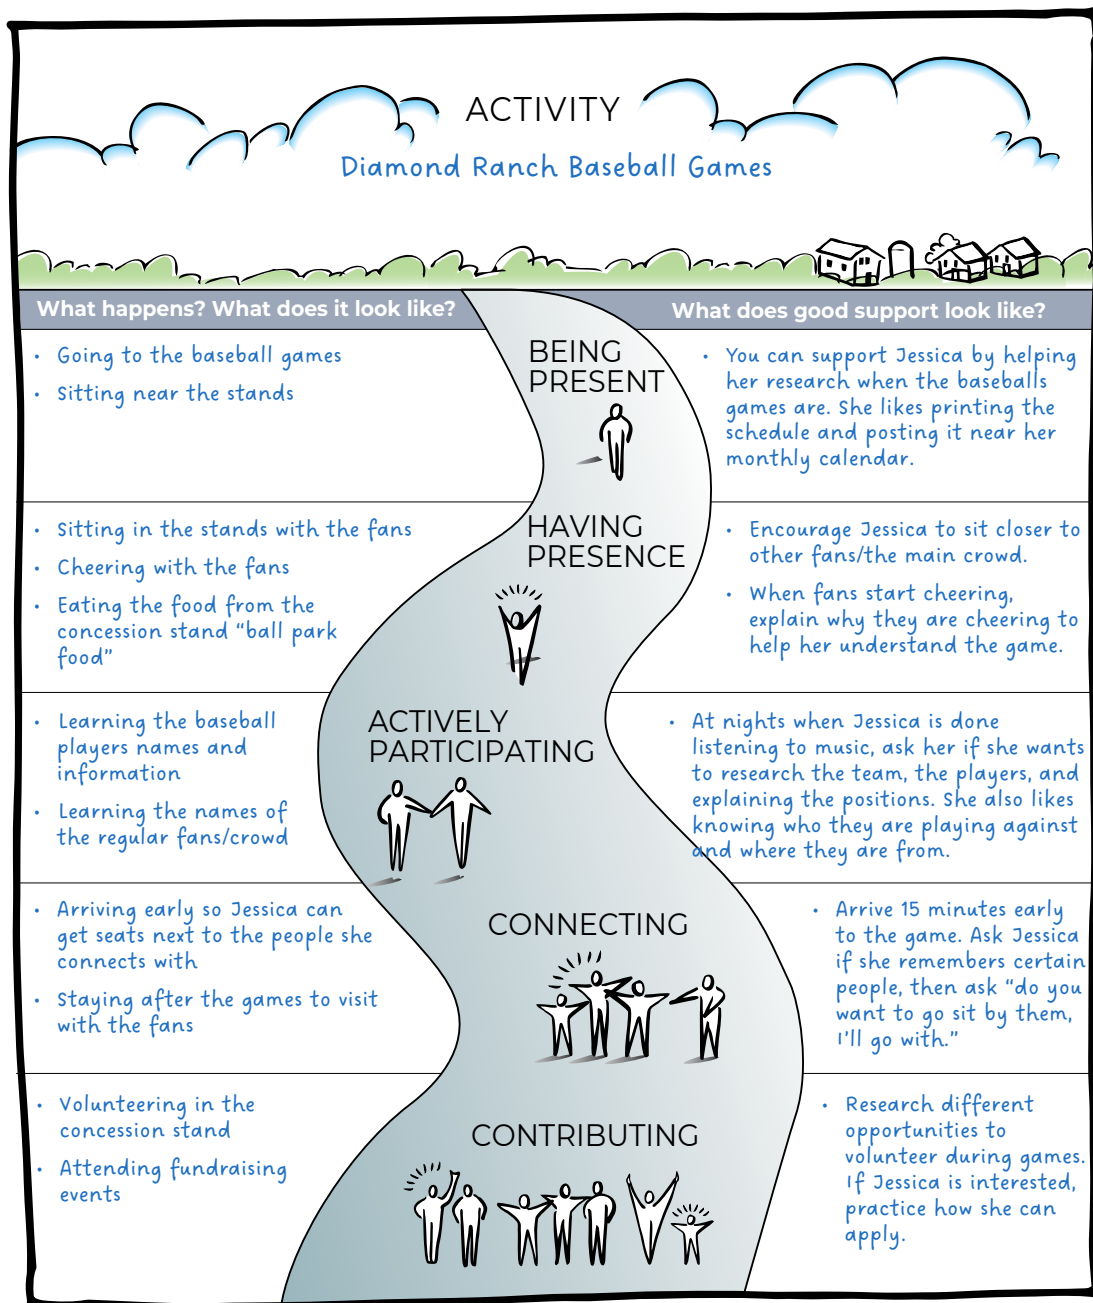 ACTIVITY
Diamond Ranch Baseball Games
What happens? What does it look like?
What does good support look like?
BEING
PRESENT
• Going to the baseball games
• Sitting near the stands
• You can support Jessica by helping
her research when the baseballs
games are. She likes printing the
schedule and posting it near her
monthly calendar.
HAVING
PRESENCE
• Sitting in the stands with the fans
• Cheering with the fans
• Eating the food from the
concession stand “ball park
food”
• Encourage Jessica to sit closer to
other fans/the main crowd.
• When fans start cheering,
explain why they are cheering to
help her understand the game.
ACTIVELY
PARTICIPATING
• Learning the baseball
players names and
information
• Learning the names of
the regular fans/crowd
• At nights when Jessica is done
listening to music, ask her if she wants
to research the team, the players, and
explaining the positions. She also likes
knowing who they are playing against
and where they are from.
CONNECTING
• Arriving early so Jessica can
get seats next to the people she
connects with
• Staying after the games to visit
with the fans
• Arrive 15 minutes early
to the game. Ask Jessica
if she remembers certain
people, then ask “do you
want to go sit by them,
I'll go with.”
CONTRIBUTING
• Volunteering in the
concession stand
• Attending fundraising
events
• Research different
opportunities to
volunteer during games.
If Jessica is interested,
practice how she can
apply.